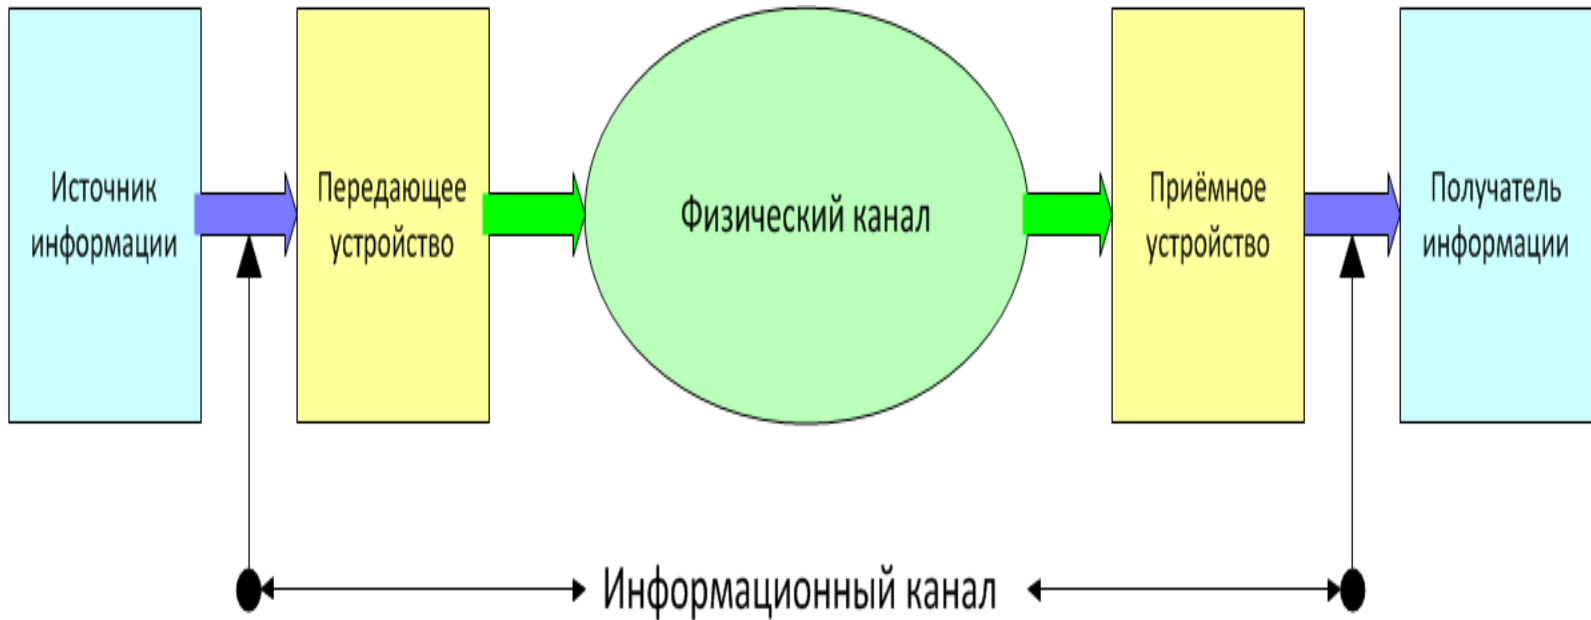 Источник
информации
Передающее
устройство
Физический канал
Приёмное
устройство
Получатель
информации
Информационный канал